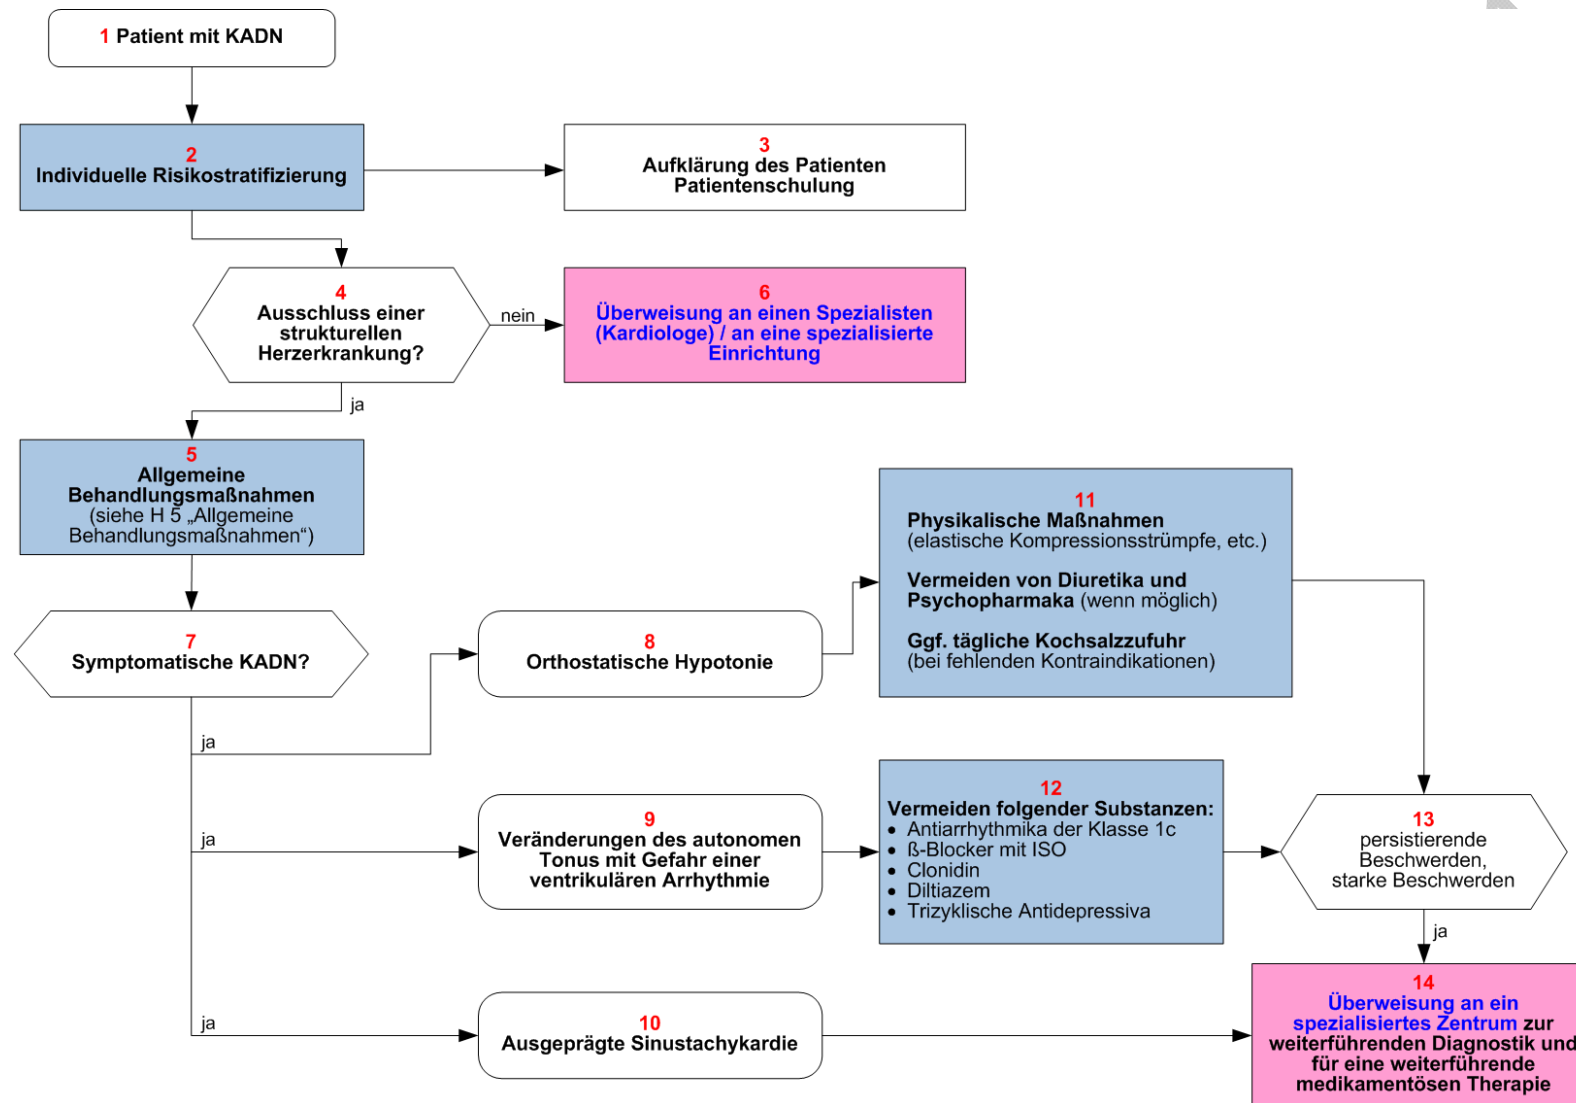 1 Patient mit KADN
2
Individuelle Risikostratifizierung
3
Aufklärung des Patienten
Patientenschulung
4
Ausschluss einer
strukturellen
Herzerkrankung?
nein
6
Überweisung an einen Spezialisten
(Kardiologe) / an eine spezialisierte
Einrichtung
ja
5
Allgemeine
Behandlungsmaßnahmen
(siehe H 5 „Allgemeine
Behandlungsmaßnahmen“)
7
Symptomatische KADN?
ja
8
Orthostatische Hypotonie
11
Physikalische Maßnahmen
(elastische Kompressionsstrümpfe, etc.)
Vermeiden von Diuretika und
Psychopharmaka (wenn möglich)
Ggf. tägliche Kochsalzzufuhr
(bei fehlenden Kontraindikationen)
ja
9
Veränderungen des autonomen
Tonus mit Gefahr einer
ventrikulären Arrhythmie
12
Vermeiden folgender Substanzen:
• Antiarrhythmika der Klasse 1c
• ß-Blocker mit ISO
• Clonidin
• Diltiazem
• Trizyklische Antidepressiva
13
persistierende
Beschwerden,
starke Beschwerden
ja
ja
10
Ausgeprägte Sinustachykardie
14
Überweisung an ein
spezialisiertes Zentrum zur
weiterführenden Diagnostik und
für eine weiterführende
medikamentösen Therapie